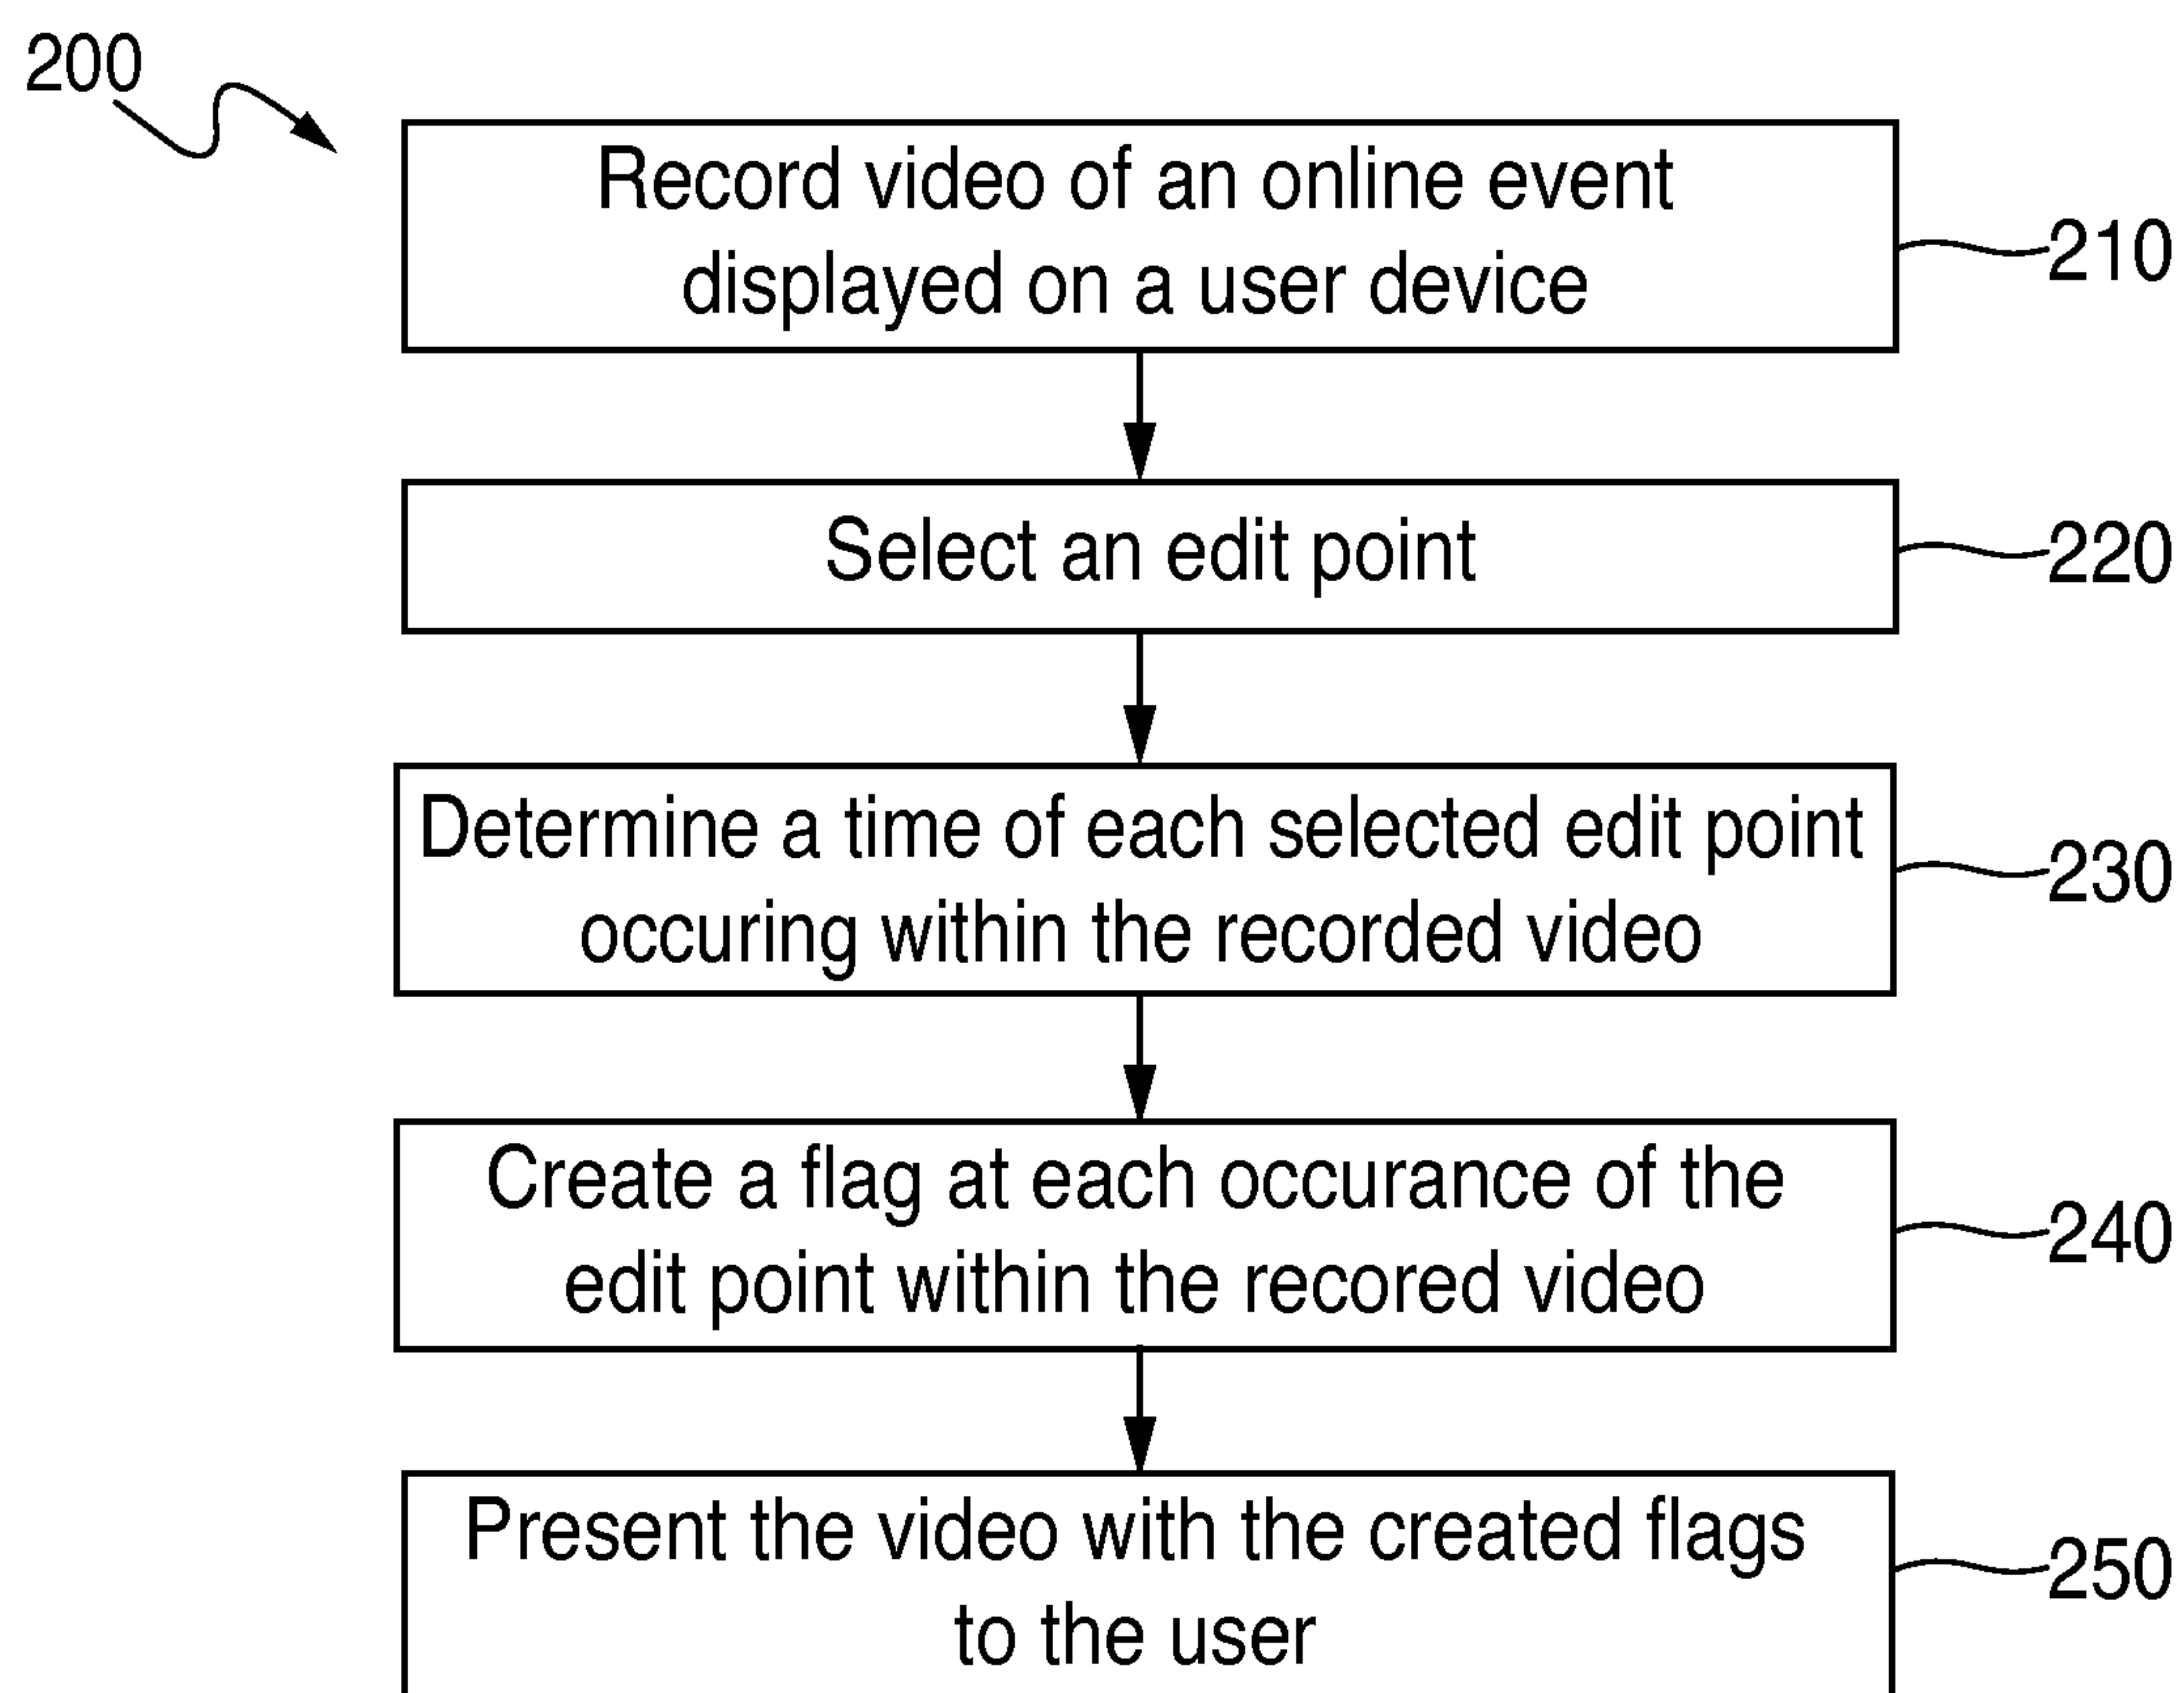 200
Record video of an online event
displayed on a user device
210
Select an edit point
220
Determine a time of each selected edit point
occuring within the recorded video
230
Create a flag at each occurance of the
edit point within the recored video
240
Present the video with the created flags
to the user
250